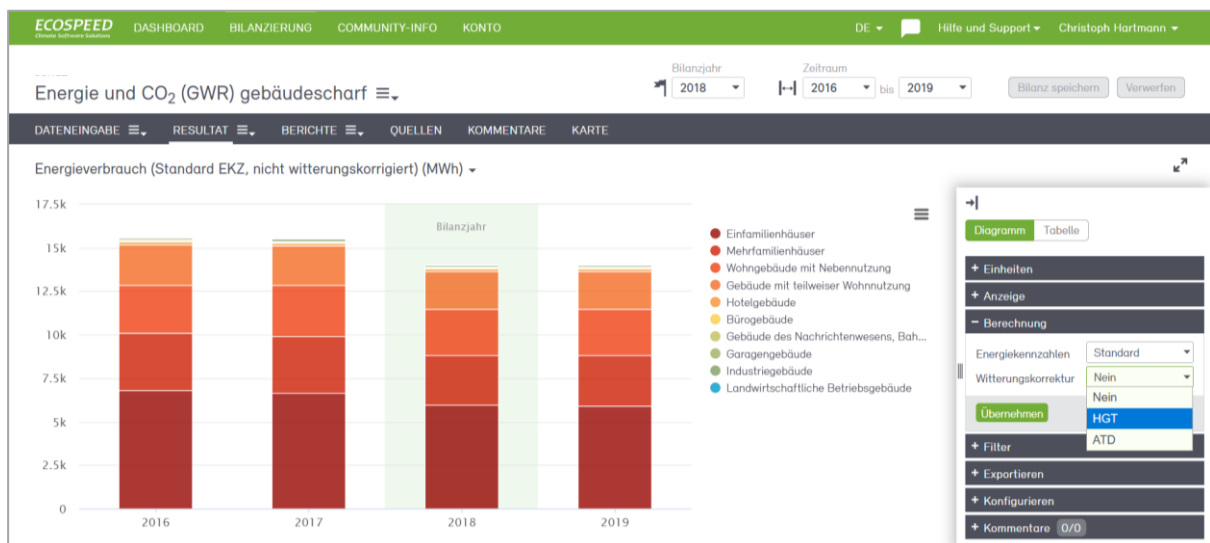 ECOSPEED DASHBOARD BILANZIERUNG COMMUNITY-INFO KONTO DE Hilfe und Support Christoph Hartmann
Climate Software Solutions
Bilanzjahr Zeitraum
Energie und CO₂ (GWR) gebäudescharf 2018 2016 bis 2019 Bilanz speichern Verwerfen
DATENEINGABE RESULTAT BERICHTE QUELLEN KOMMENTARE KARTE
Energieverbrauch (Standard EKZ, nicht witterungskorrigiert) (MWh)
17.5k
15k
12.5k
10k
7.5k
5k
2.5k
0
Bilanzjahr
2016 2017 2018 2019
Einfamilienhäuser
Mehrfamilienhäuser
Wohngebäude mit Nebennutzung
Gebäude mit teilweiser Wohnnutzung
Hotelgebäude
Bürogebäude
Gebäude des Nachrichtenwesens, Bah...
Garagengebäude
Industriegebäude
Landwirtschaftliche Betriebsgebäude
Diagramm Tabelle
+ Einheiten
+ Anzeige
− Berechnung
Energiekennzahlen Standard
Witterungskorrektur Nein
Nein
HGT
ATD
Übernehmen
+ Filter
+ Exportieren
+ Konfigurieren
+ Kommentare 0/0